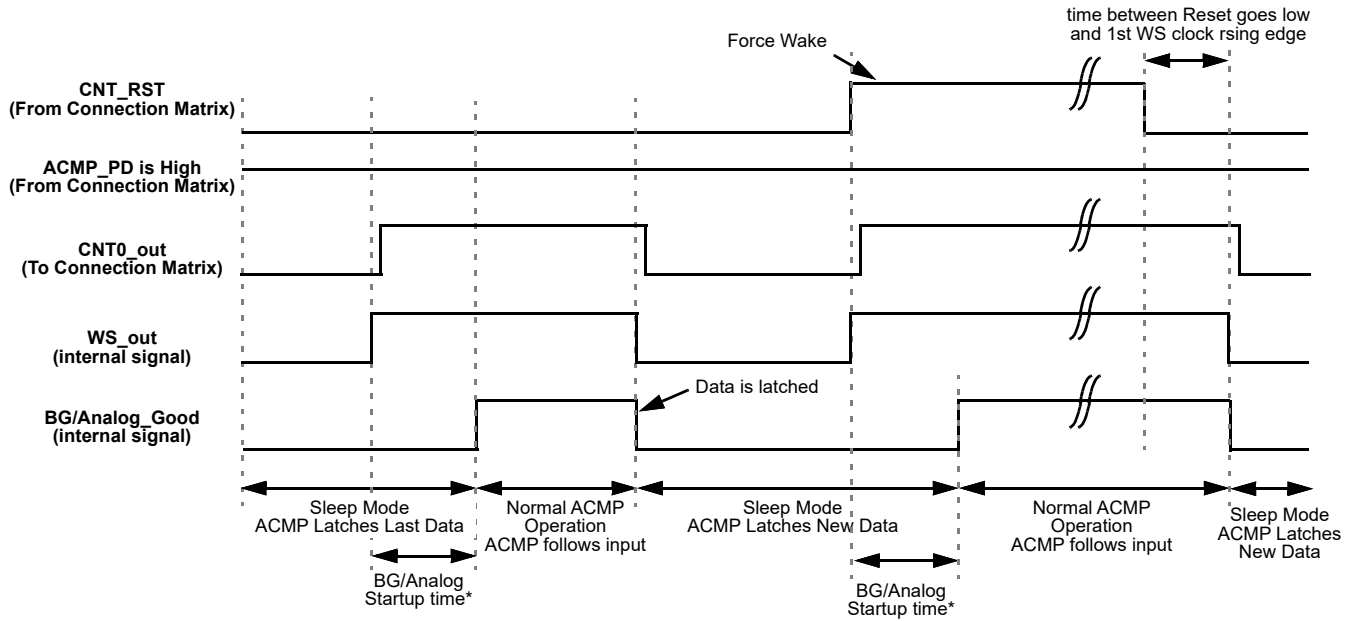 time between Reset goes low
and 1st WS clock rsing edge
Force Wake
CNT_RST
(From Connection Matrix)
ACMP_PD is High
(From Connection Matrix)
CNT0_out
(To Connection Matrix)
WS_out
(internal signal)
Data is latched
BG/Analog_Good
(internal signal)
Sleep Mode
ACMP Latches Last Data
Normal ACMP
Operation
ACMP follows input
Sleep Mode
ACMP Latches New Data
Normal ACMP
Operation
ACMP follows input
Sleep Mode
ACMP Latches
New Data
BG/Analog
Startup time*
BG/Analog
Startup time*